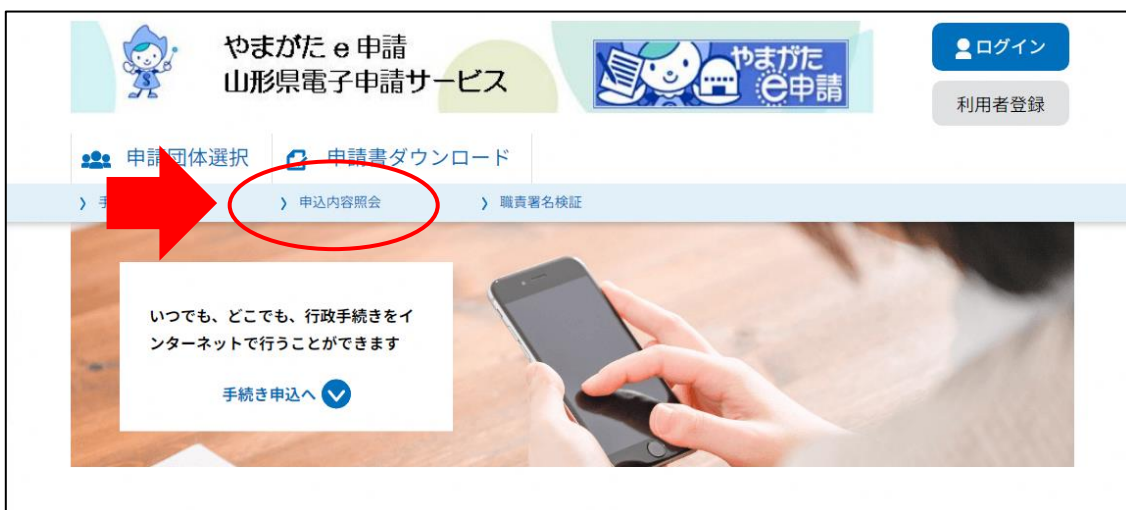 やまがた e 申請
山形県電子申請サービス
やまがた
e申請
ログイン
利用者登録
申請団体選択
申請書ダウンロード
手
申込内容照会
職責署名検証
いつでも、どこでも、行政手続きをイ
ンターネットで行うことができます
手続き申込へ